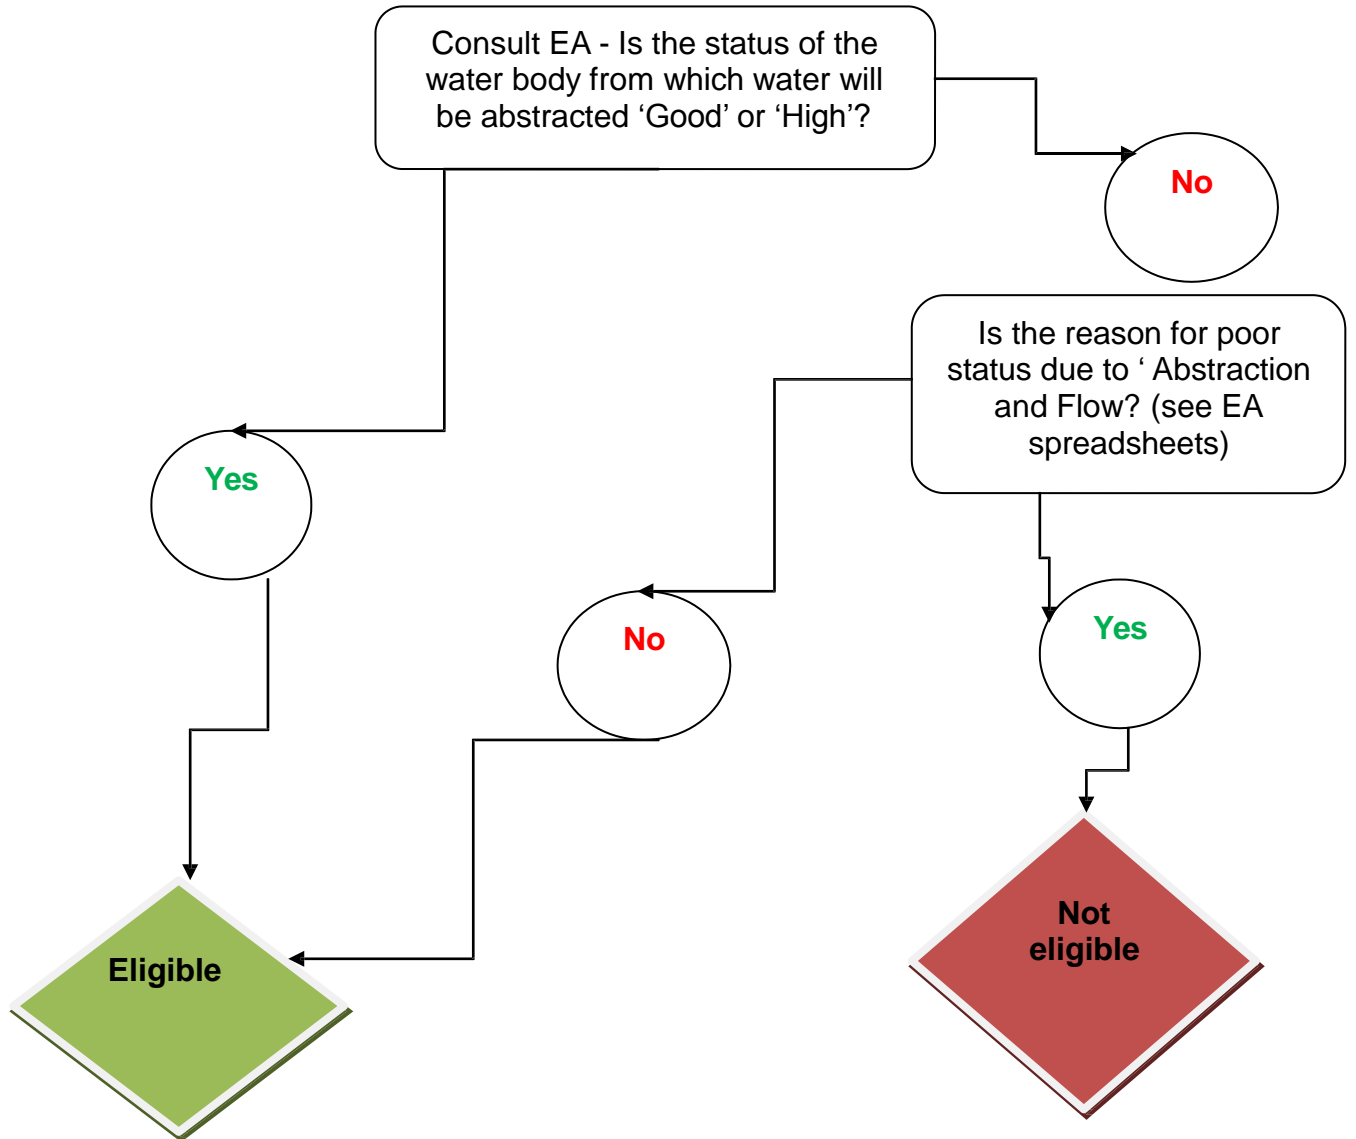 Consult EA - Is the status of the
water body from which water will
be abstracted ‘Good’ or ‘High’?
No
Is the reason for poor
status due to ‘ Abstraction
and Flow? (see EA
spreadsheets)
Yes
No
Yes
Eligible
Not
eligible